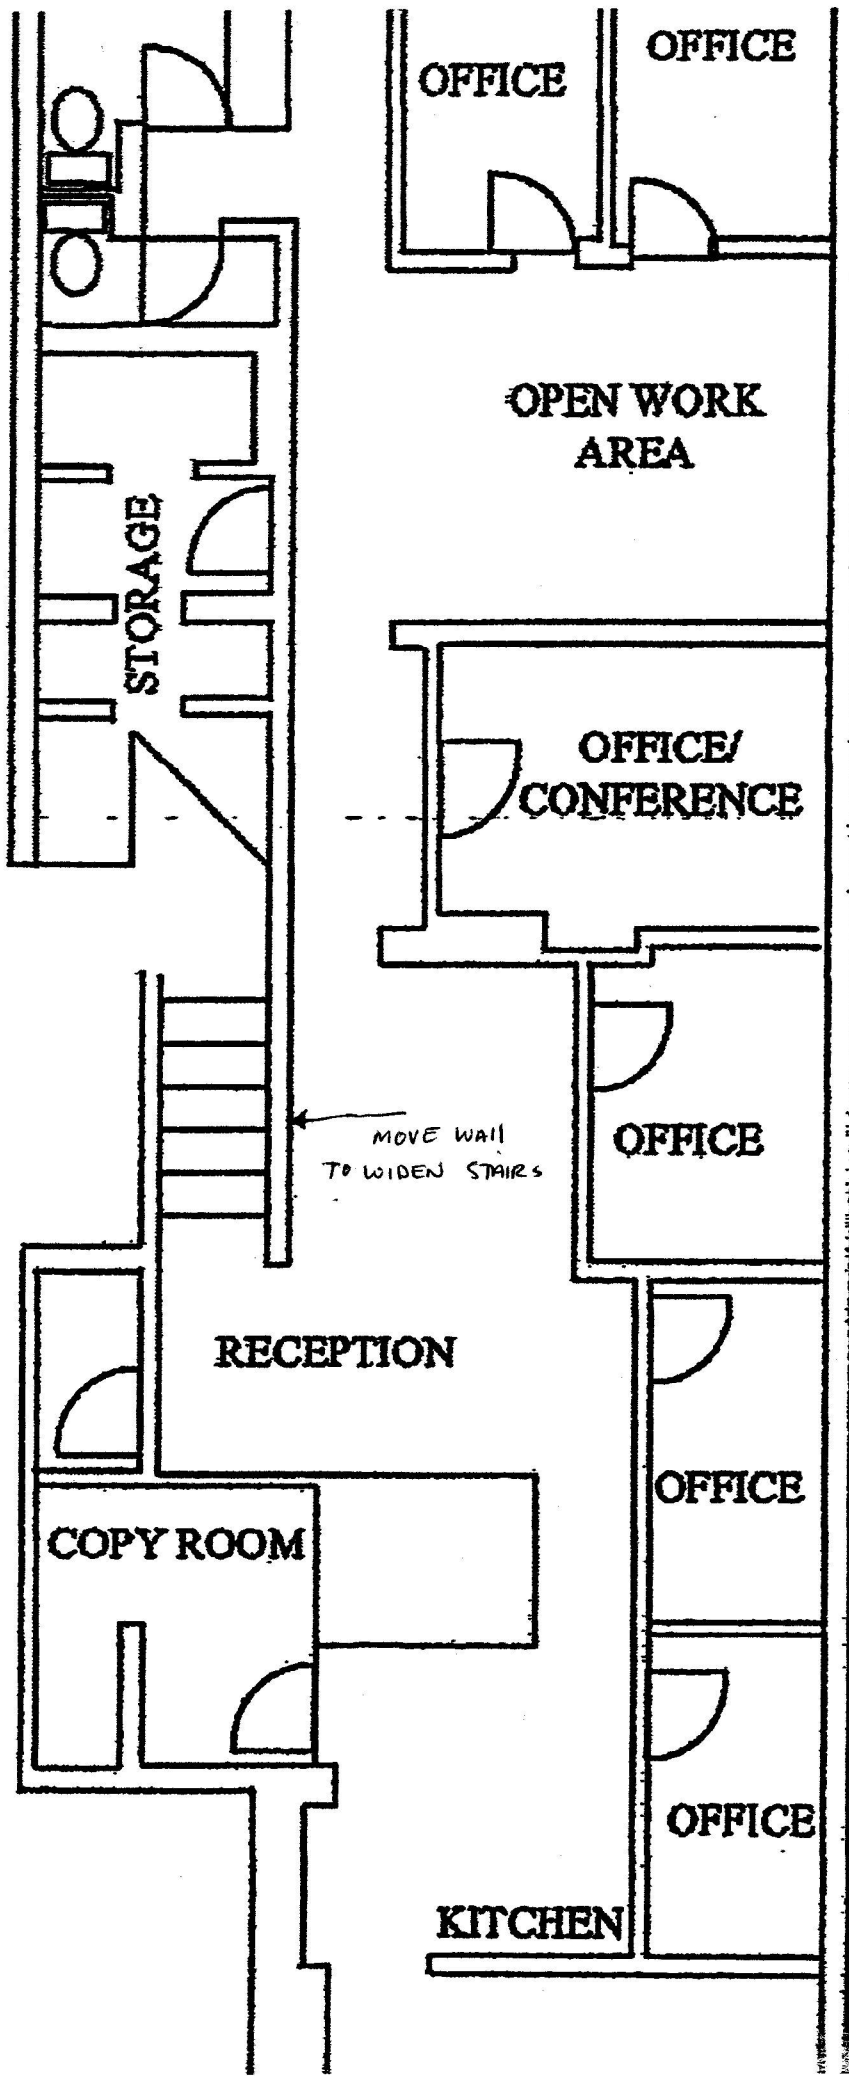 OFFICE
OFFICE
OPEN WORK
AREA
STORAGE
OFFICE/
CONFERENCE
MOVE WAll
TO WIDEN STAIRS
OFFICE
RECEPTION
OFFICE
COPY ROOM
OFFICE
KITCHEN